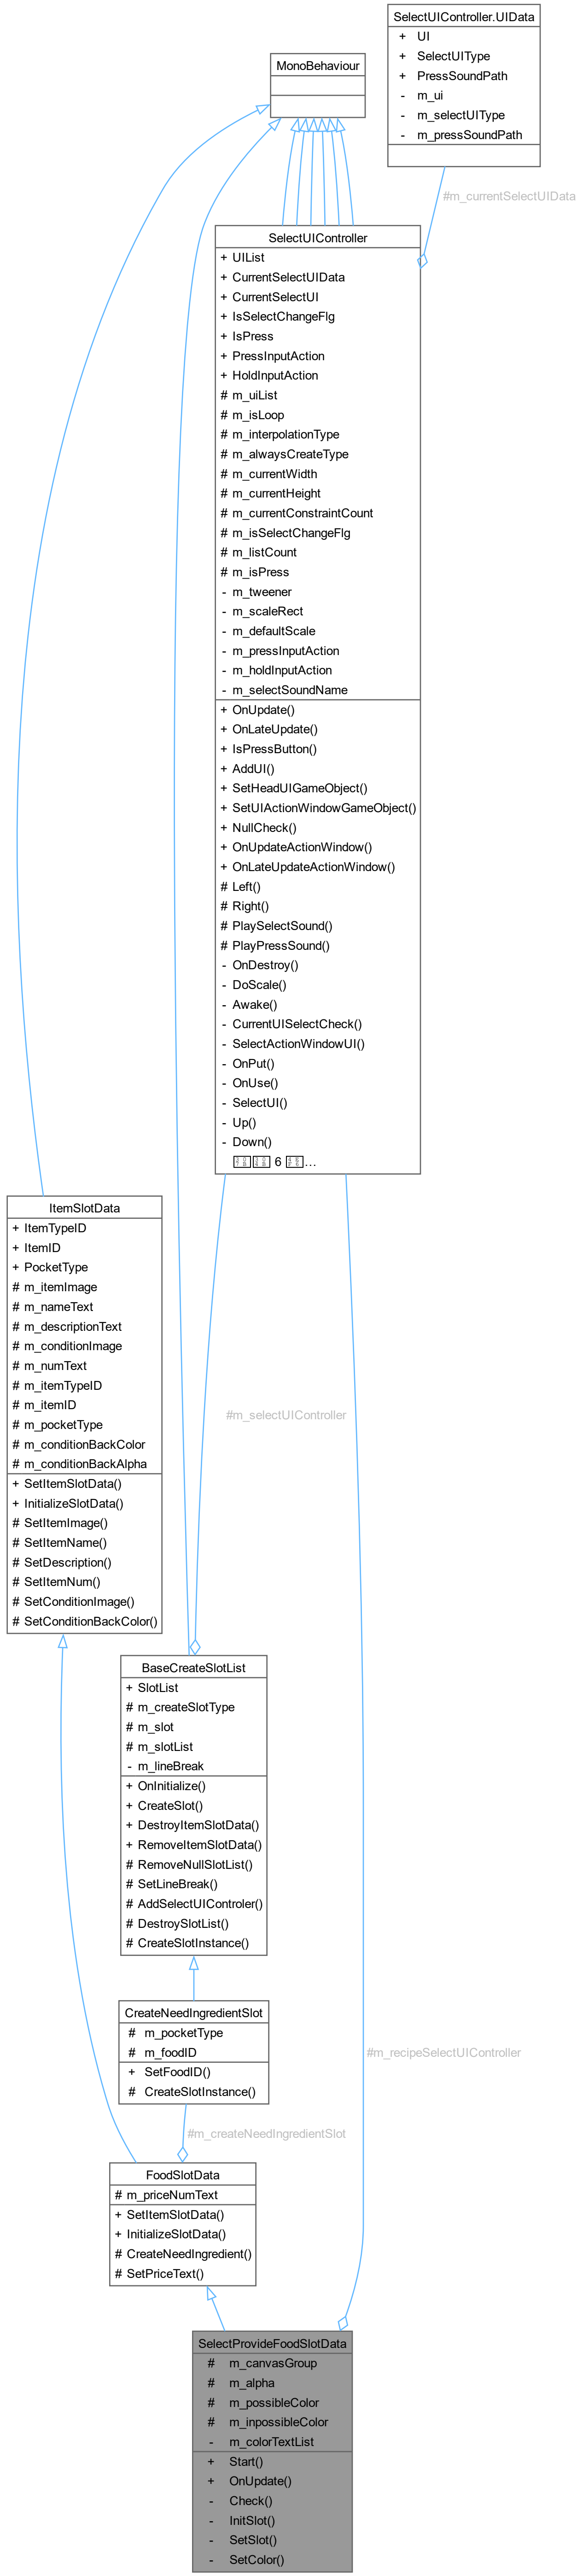 SelectUIController.UIData
+ UI
+ SelectUIType
+ PressSoundPath
- m_ui
- m_selectUIType
- m_pressSoundPath
MonoBehaviour
#m_currentSelectUIData
SelectUIController
+ UIList
+ CurrentSelectUIData
+ CurrentSelectUI
+ IsSelectChangeFlg
+ IsPress
+ PressInputAction
+ HoldInputAction
# m_uiList
# m_isLoop
# m_interpolationType
# m_alwaysCreateType
# m_currentWidth
# m_currentHeight
# m_currentConstraintCount
# m_isSelectChangeFlg
# m_listCount
# m_isPress
- m_tweener
- m_scaleRect
- m_defaultScale
- m_pressInputAction
- m_holdInputAction
- m_selectSoundName
+ OnUpdate()
+ OnLateUpdate()
+ IsPressButton()
+ AddUI()
+ SetHeadUIGameObject()
+ SetUIActionWindowGameObject()
+ NullCheck()
+ OnUpdateActionWindow()
+ OnLateUpdateActionWindow()
# Left()
# Right()
# PlaySelectSound()
# PlayPressSound()
- OnDestroy()
- DoScale()
- Awake()
- CurrentUISelectCheck()
- SelectActionWindowUI()
- OnPut()
- OnUse()
- SelectUI()
- Up()
- Down()
6 ...
ItemSlotData
+ ItemTypeID
+ ItemID
+ PocketType
# m_itemImage
# m_nameText
# m_descriptionText
# m_conditionImage
# m_numText
# m_itemTypeID
# m_itemID
# m_pocketType
# m_conditionBackColor
# m_conditionBackAlpha
+ SetItemSlotData()
+ InitializeSlotData()
# SetItemImage()
# SetItemName()
# SetDescription()
# SetItemNum()
# SetConditionImage()
# SetConditionBackColor()
#m_selectUIController
BaseCreateSlotList
+ SlotList
# m_createSlotType
# m_slot
# m_slotList
- m_lineBreak
+ OnInitialize()
+ CreateSlot()
+ DestroyItemSlotData()
+ RemoveItemSlotData()
# RemoveNullSlotList()
# SetLineBreak()
# AddSelectUIControler()
# DestroySlotList()
# CreateSlotInstance()
CreateNeedIngredientSlot
# m_pocketType
# m_foodID
+ SetFoodID()
# CreateSlotInstance()
#m_recipeSelectUIController
#m_createNeedIngredientSlot
FoodSlotData
# m_priceNumText
+ SetItemSlotData()
+ InitializeSlotData()
# CreateNeedIngredient()
# SetPriceText()
SelectProvideFoodSlotData
# m_canvasGroup
# m_alpha
# m_possibleColor
# m_inpossibleColor
- m_colorTextList
+ Start()
+ OnUpdate()
- Check()
- InitSlot()
- SetSlot()
- SetColor()